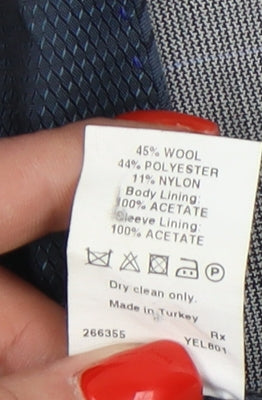 45% WOOL
44% POLYESTER
11% NYLON
Body Lining:
100% ACETATE
Sleeve Lining:
100% ACETATE
P
Dry clean only.
Made in Turkey
266355 Rx
YEL801